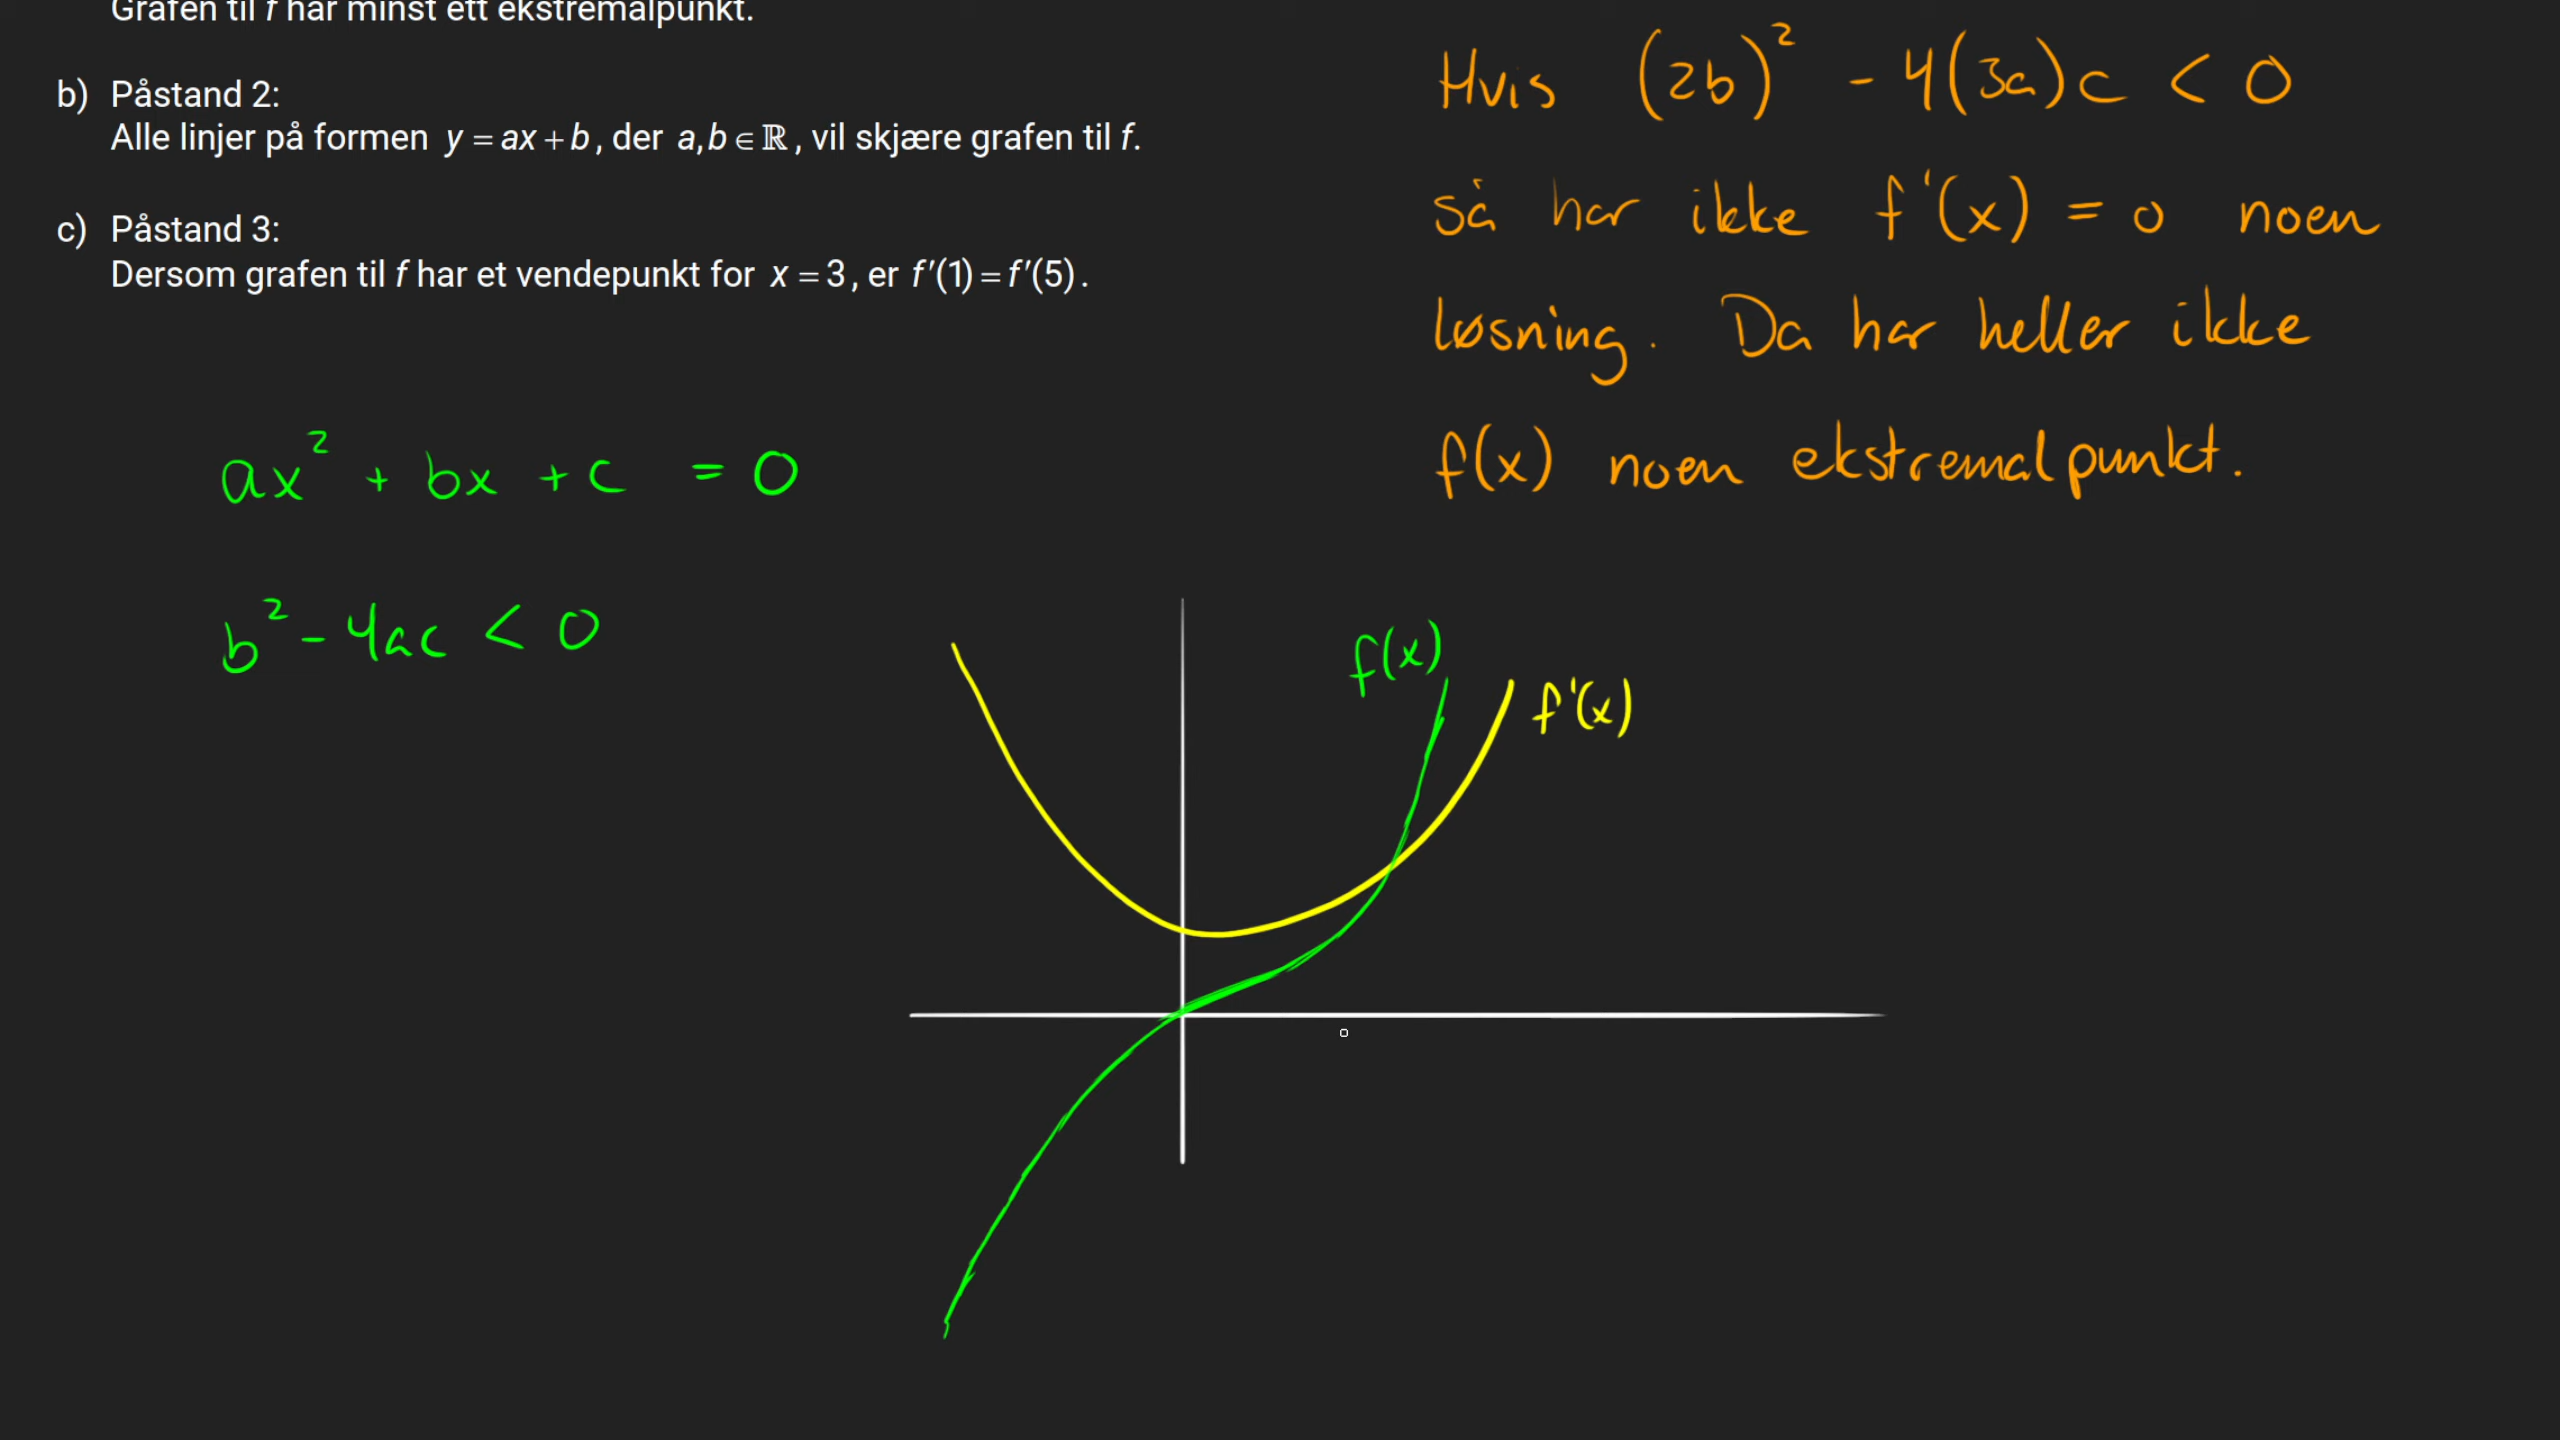 Grafen til f har minst ett ekstremalpunkt.
b) Påstand 2:
Alle linjer på formen y = ax + b, der a, b ∈ ℝ, vil skjære grafen til f.
c) Påstand 3:
Dersom grafen til f har et vendepunkt for x = 3, er f′(1) = f′(5).
Hvis (2b)² - 4(3a)c < 0
så har ikke f'(x) = 0 noen
løsning. Da har heller ikke
f(x) noen ekstremalpunkt.
ax² + bx + c = 0
b² - 4ac < 0
f(x)
f'(x)